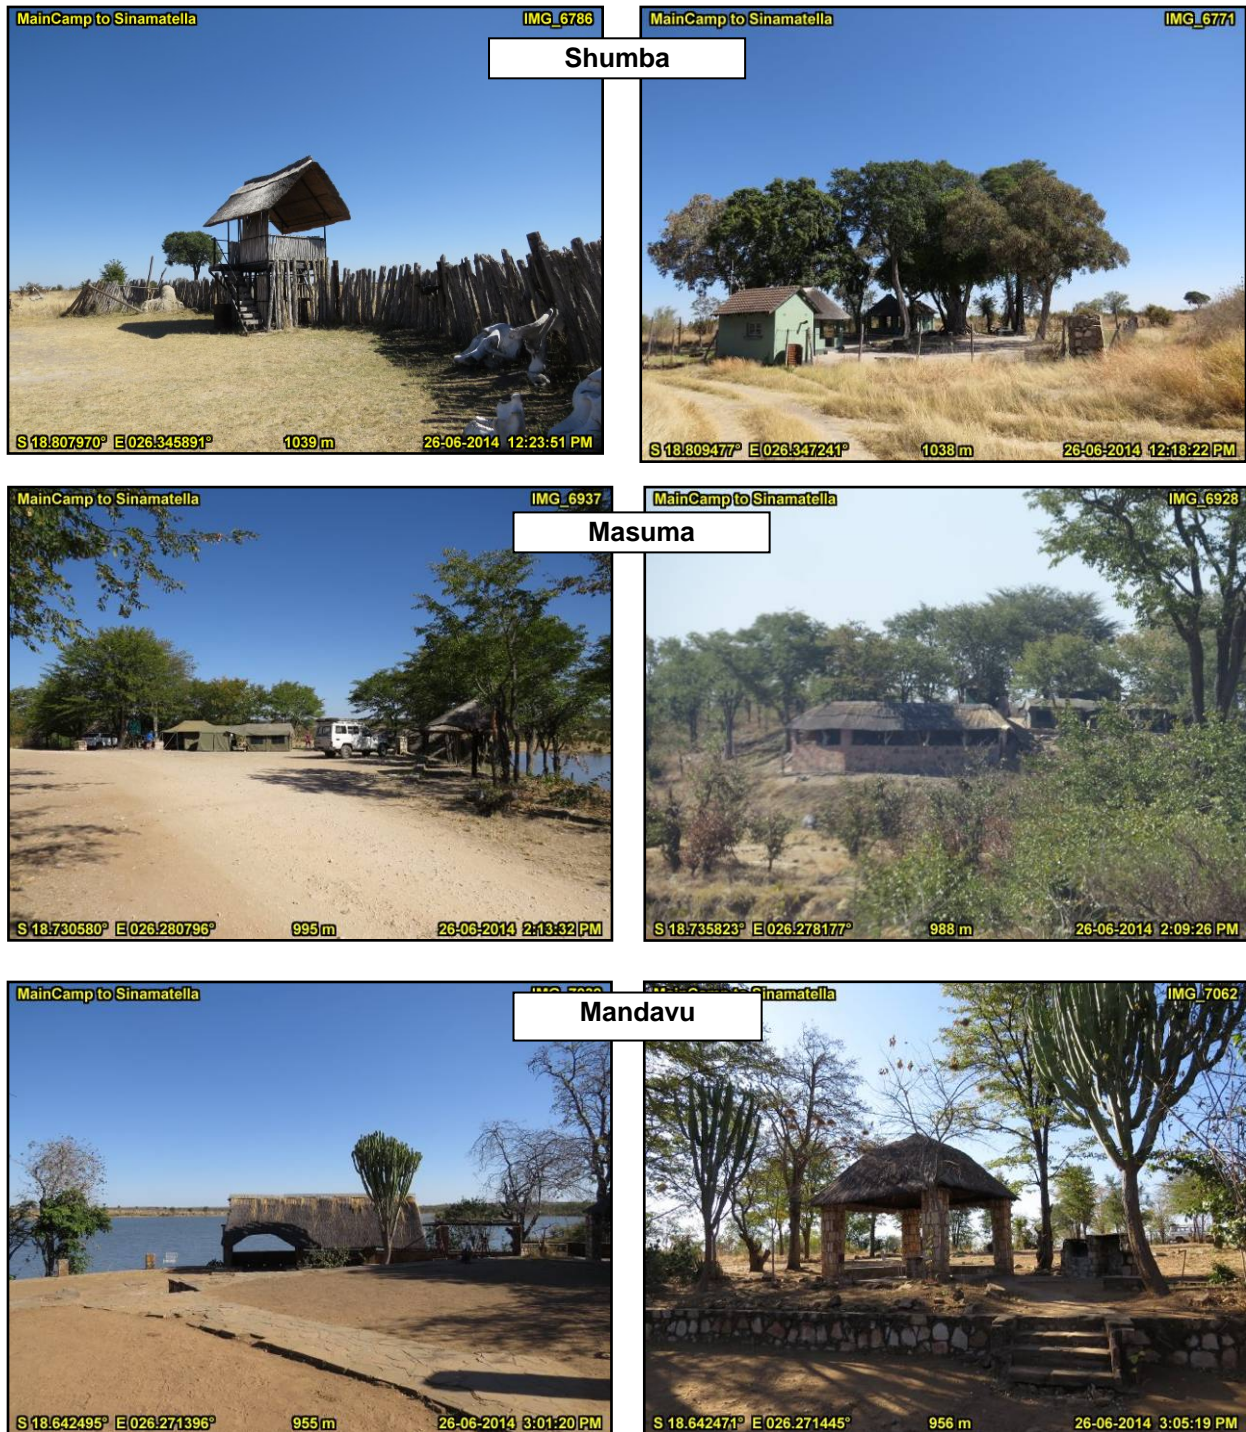 MainCamp to Sinamatella IMG_6786
MainCamp to Sinamatella IMG_6771
Shumba
S 18.807970° E 026.345891° 1039 m 26-06-2014 12:23:51 PM
S 18.809477° E 026.347241° 1038 m 26-06-2014 12:18:22 PM
MainCamp to Sinamatella IMG_6937
MainCamp to Sinamatella IMG_6928
Masuma
S 18.730580° E 026.280796° 995 m 26-06-2014 2:13:32 PM
S 18.735823° E 026.278177° 988 m 26-06-2014 2:09:26 PM
MainCamp to Sinamatella
Sinamatella IMG_7062
Mandavu
S 18.642495° E 026.271396° 955 m 26-06-2014 3:01:20 PM
S 18.642471° E 026.271445° 956 m 26-06-2014 3:05:19 PM